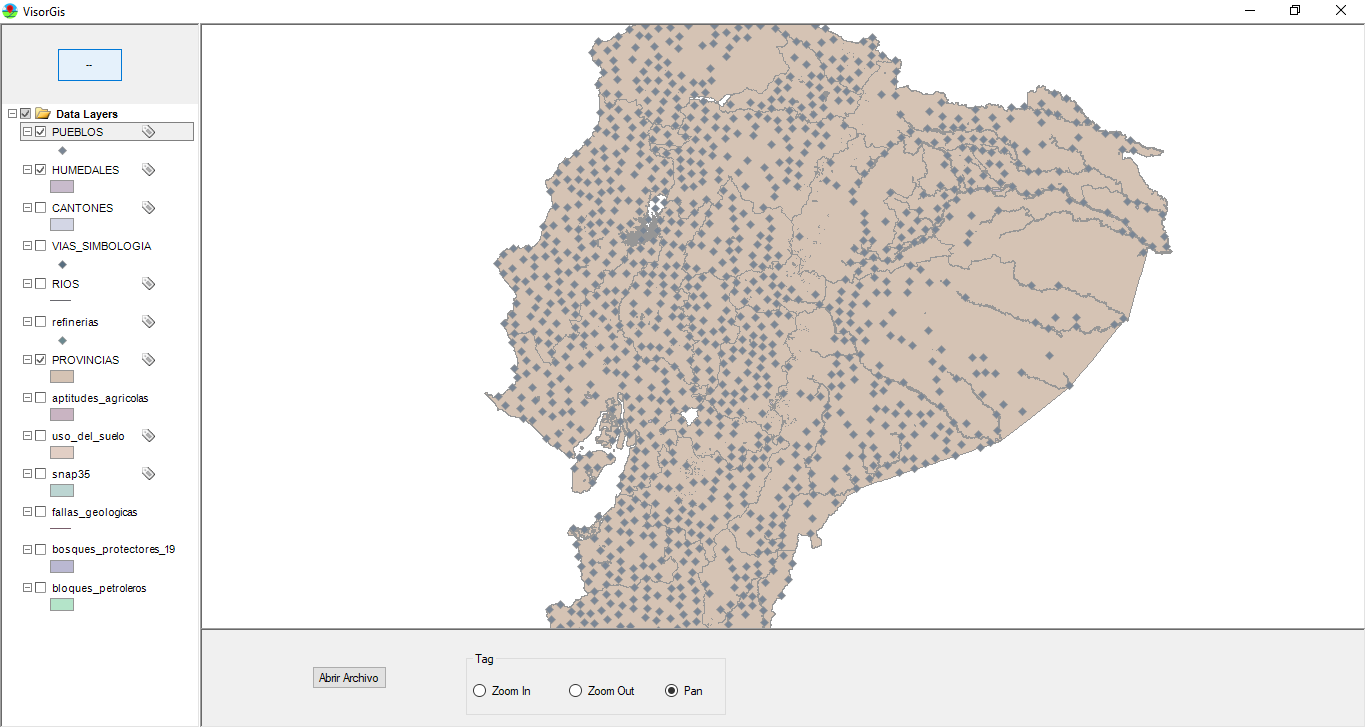 VisorGis
--
Data Layers
PUEBLOS
HUMEDALES
CANTONES
VIAS_SIMBOLOGIA
RIOS
refinerias
PROVINCIAS
aptitudes_agricolas
uso_del_suelo
snap35
fallas_geologicas
bosques_protectores_19
bloques_petroleros
Abrir Archivo
Tag
Zoom In
Zoom Out
Pan